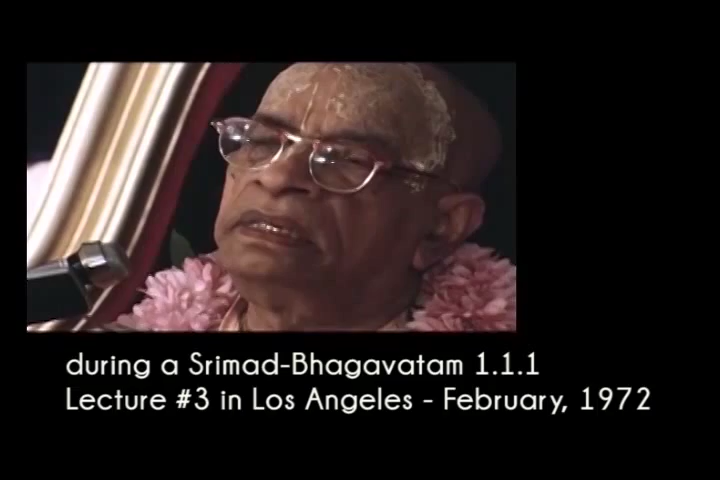 during a Srimad-Bhagavatam 1.1.1
Lecture #3 in Los Angeles - February, 1972